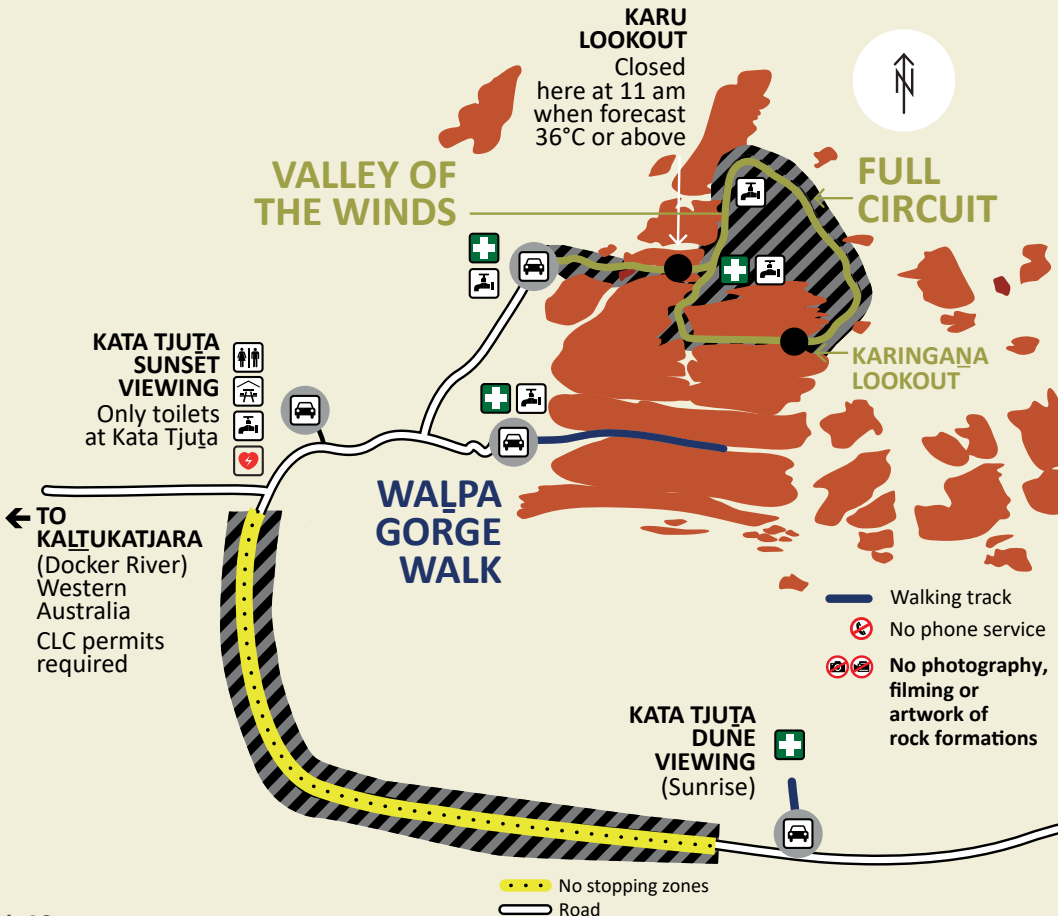 KARU
LOOKOUT
Closed
here at 11 am
when forecast
36°C or above
N
VALLEY OF
THE WINDS
FULL
CIRCUIT
KATA TJUṮA
SUNSET
VIEWING
Only toilets
at Kata Tjuṯa
KARINGAṈA
LOOKOUT
WAḺPA
GORGE
WALK
← TO
KALṮUKATJARA
(Docker River)
Western
Australia
CLC permits
required
Walking track
No phone service
No photography,
filming or
artwork of
rock formations
KATA TJUṮA
DUNE
VIEWING
(Sunrise)
No stopping zones
Road